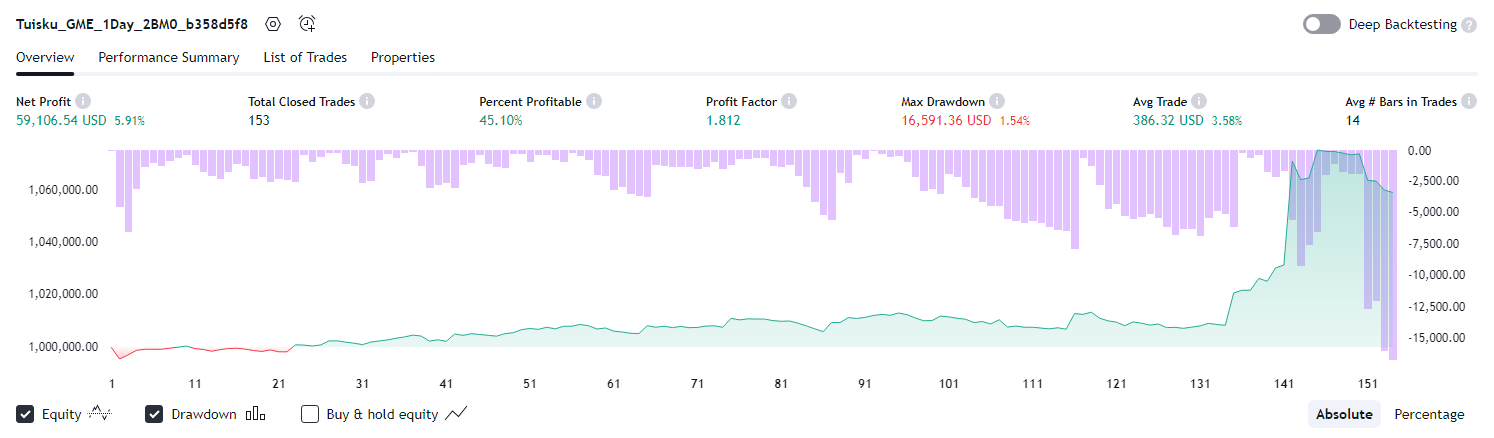 Tuisku_GME_1Day_2BM0_b358d5f8 Deep Backtesting ?
Overview Performance Summary List of Trades Properties
Net Profit i Total Closed Trades i Percent Profitable i Profit Factor i Max Drawdown i Avg Trade i Avg # Bars in Trades i
59,106.54 USD 5.91% 153 45.10% 1.812 16,591.36 USD 1.54% 386.32 USD 3.58% 14
0.00
1,060,000.00 -2,500.00
-5,000.00
1,040,000.00 -7,500.00
-10,000.00
1,020,000.00 -12,500.00
1,000,000.00 -15,000.00
1 11 21 31 41 51 61 71 81 91 101 111 121 131 141 151
Equity Drawdown Buy & hold equity Absolute Percentage